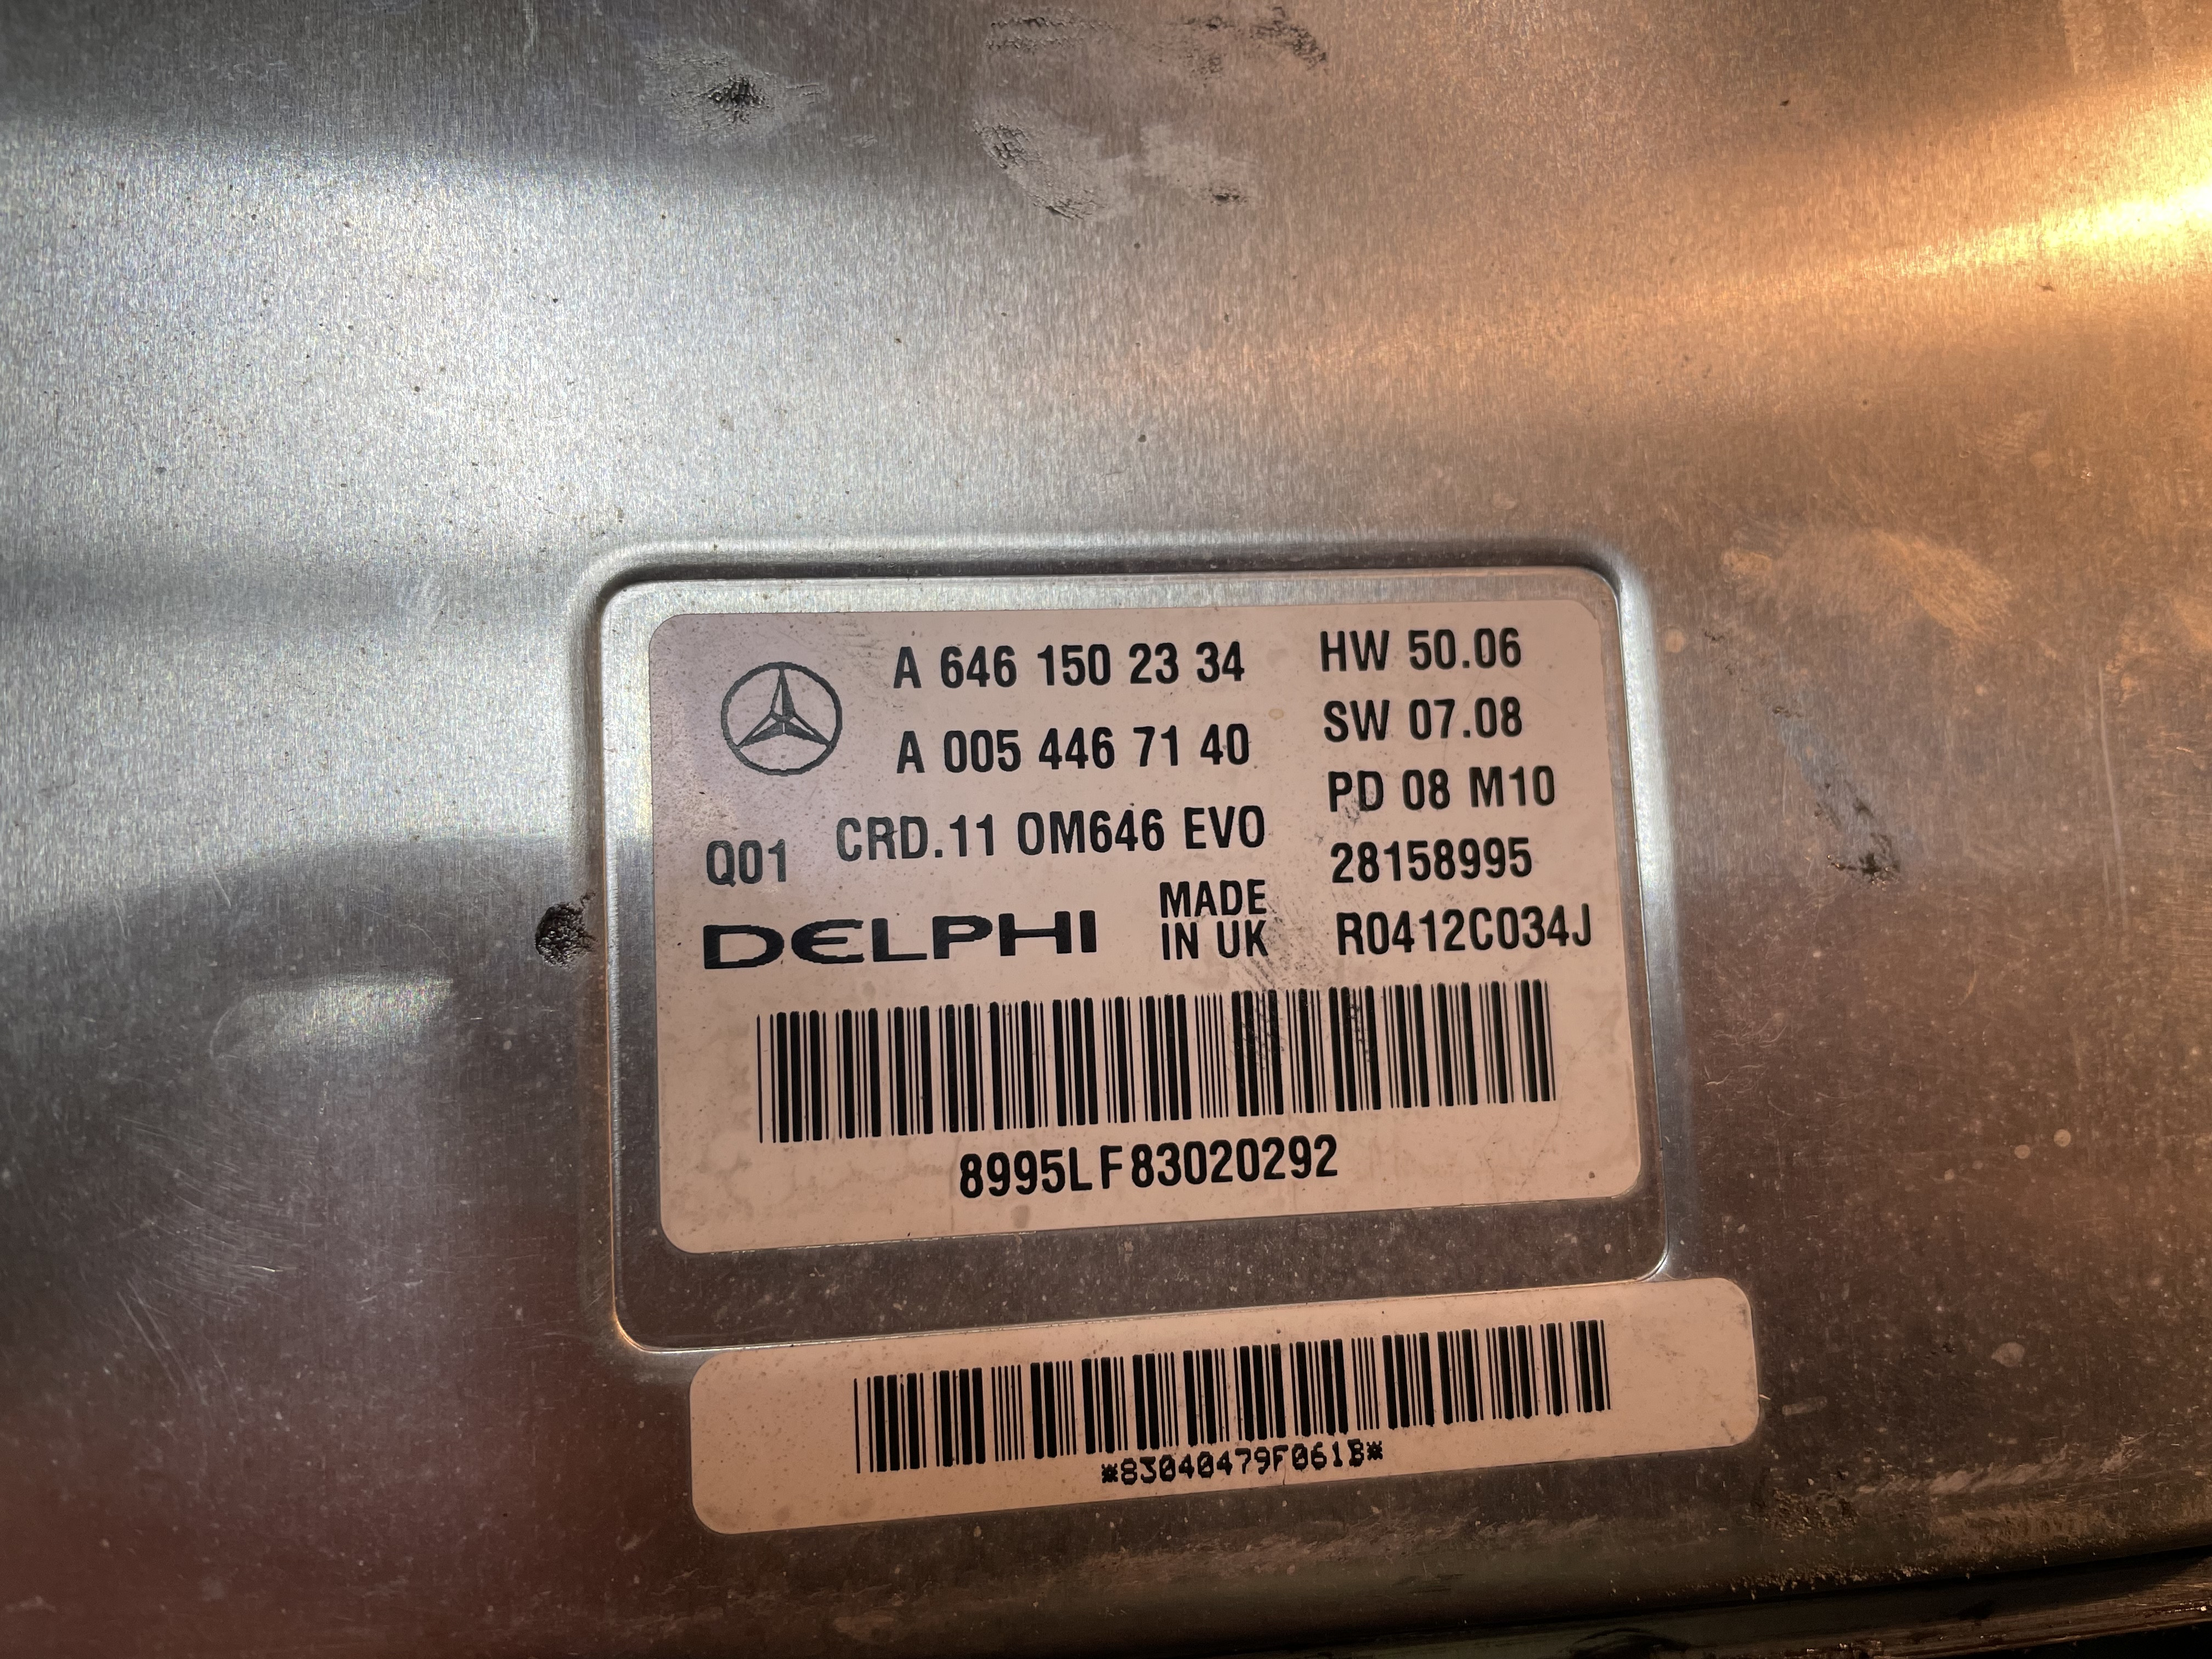 A 646 150 23 34
HW 50.06
A 005 446 71 40
SW 07.08
PD 08 M10
Q01 CRD.11 OM646 EVO
28158995
DELPHI
MADE
IN UK
R0412C034J
8995LF83020292
*83040479F061B*